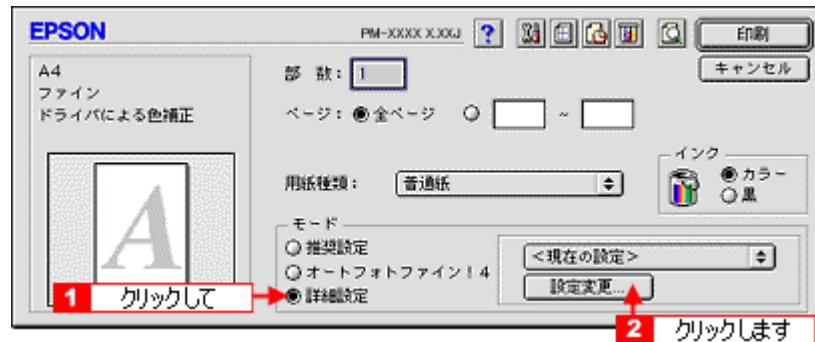 EPSON
PM-XXXX X.XXJ ?
印刷
キャンセル
A4
ファイン
ドライバによる色補正
A
部 数: 1
ページ: 全ページ ~
用紙種類: 普通紙
インク
カラー
黒
モード
推奨設定
オートフォトファイン!4
詳細設定
<現在の設定>
設定変更...
1 クリックして
2 クリックします